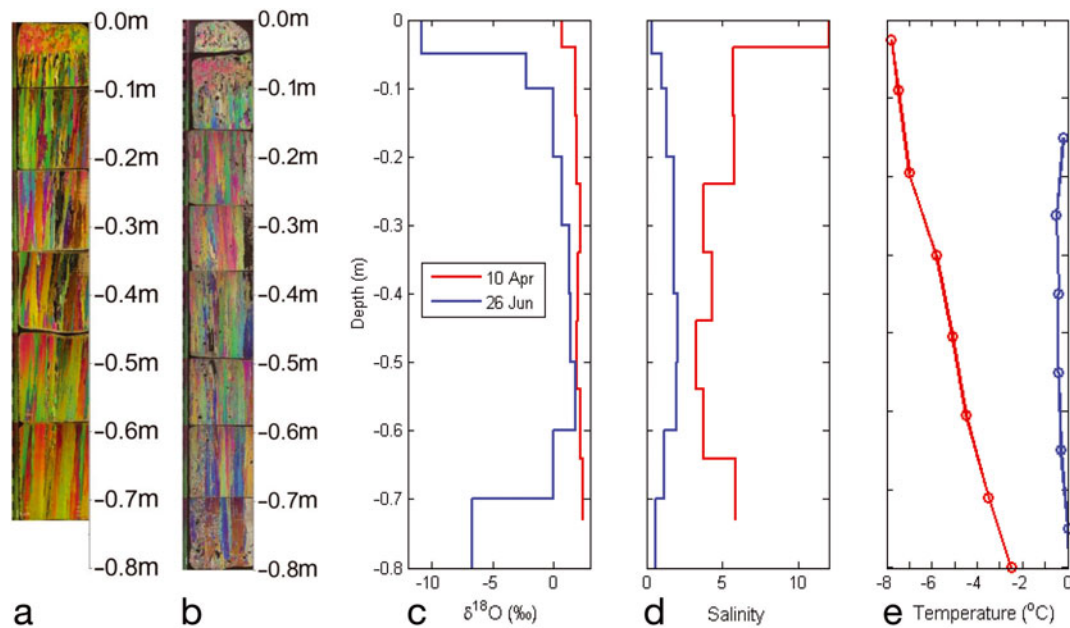 0.0m
−0.1m
−0.2m
−0.3m
−0.4m
−0.5m
−0.6m
−0.7m
−0.8m
a
0.0m
−0.1m
−0.2m
−0.3m
−0.4m
−0.5m
−0.6m
−0.7m
−0.8m
b
0
-0.1
-0.2
-0.3
-0.4
-0.5
-0.6
-0.7
-0.8
Depth (m)
10 Apr
26 Jun
-10 -5 0
c δ18O (‰)
0 5 10
d Salinity
-8 -6 -4 -2 0
e Temperature (°C)